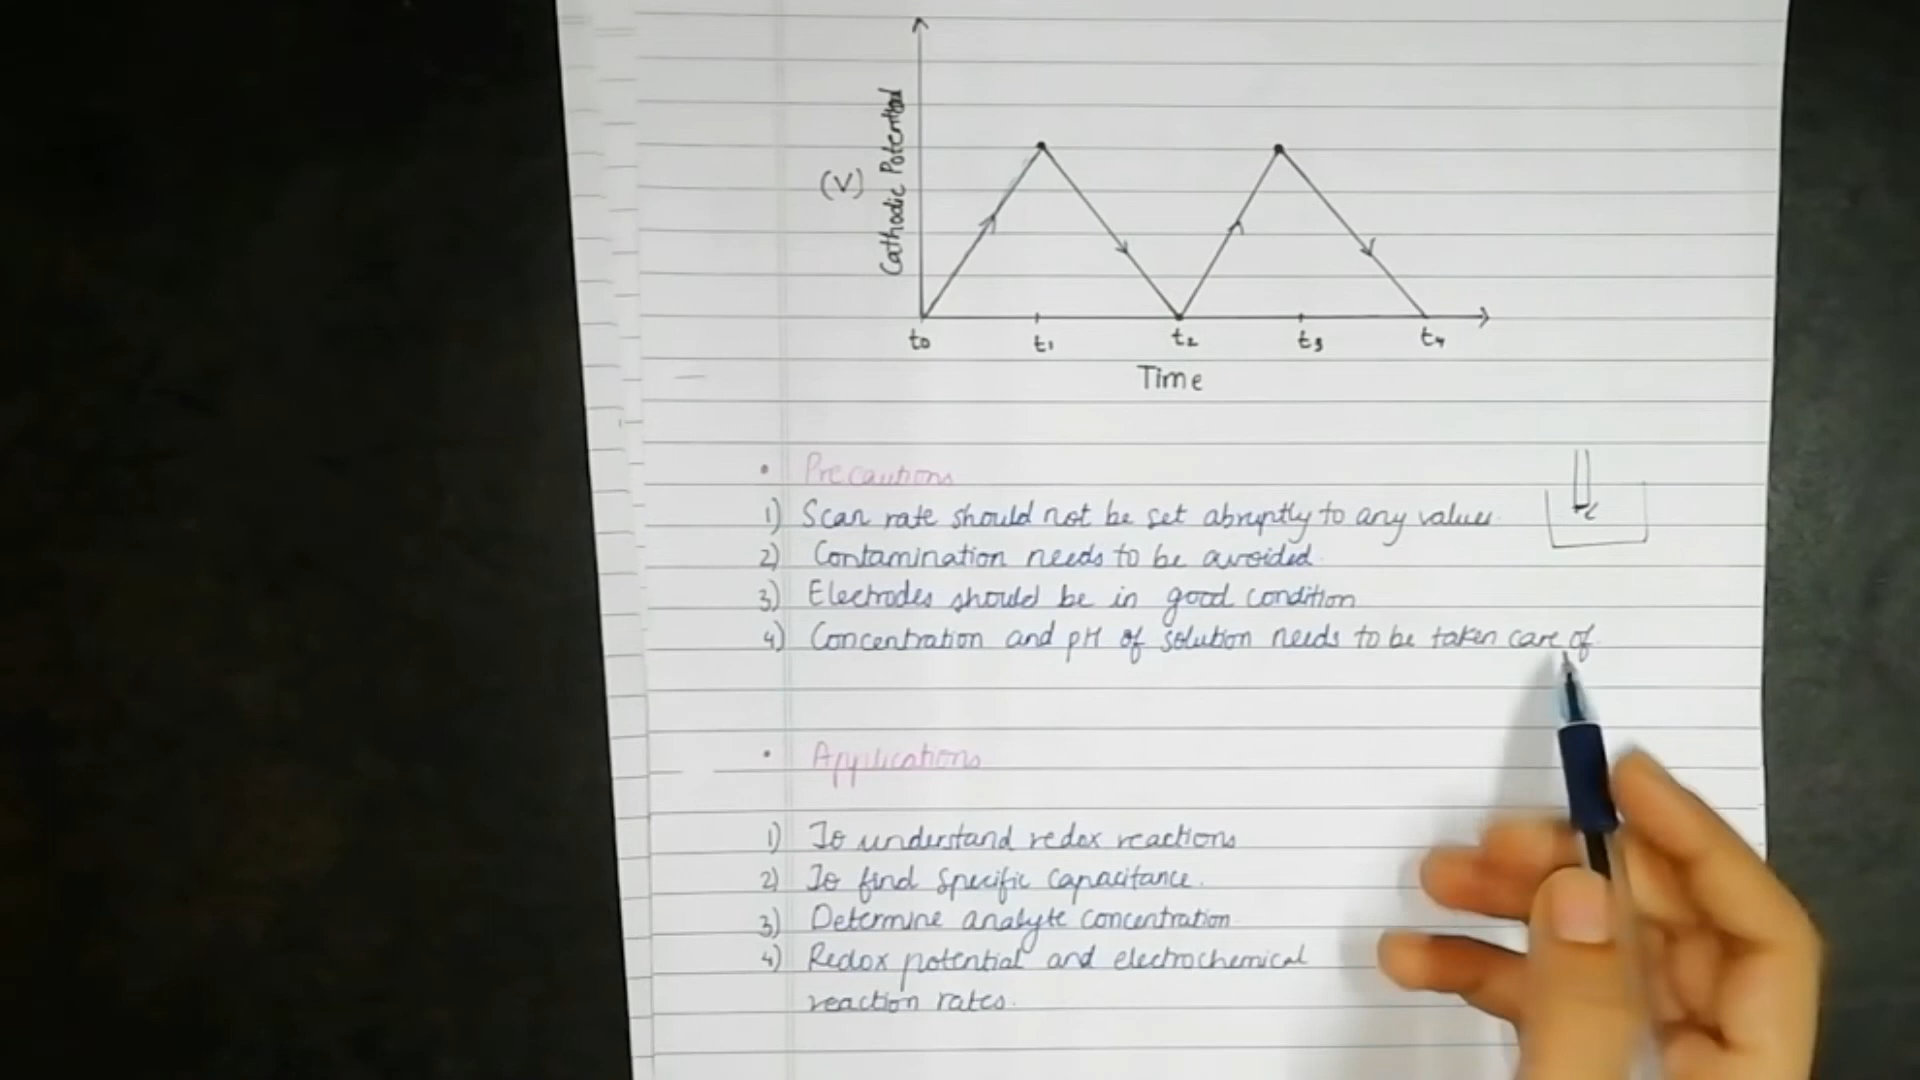 (V)
Cathodic Potential
t0 t1 t2 t3 t4
Time
• Precautions
1) Scan rate should not be set abruptly to any values.
2) Contamination needs to be avoided.
3) Electrodes should be in good condition
4) Concentration and pH of solution needs to be taken care of.
• Applications
1) To understand redox reactions
2) To find specific capacitance.
3) Determine analyte concentration
4) Redox potential and electrochemical
reaction rates.